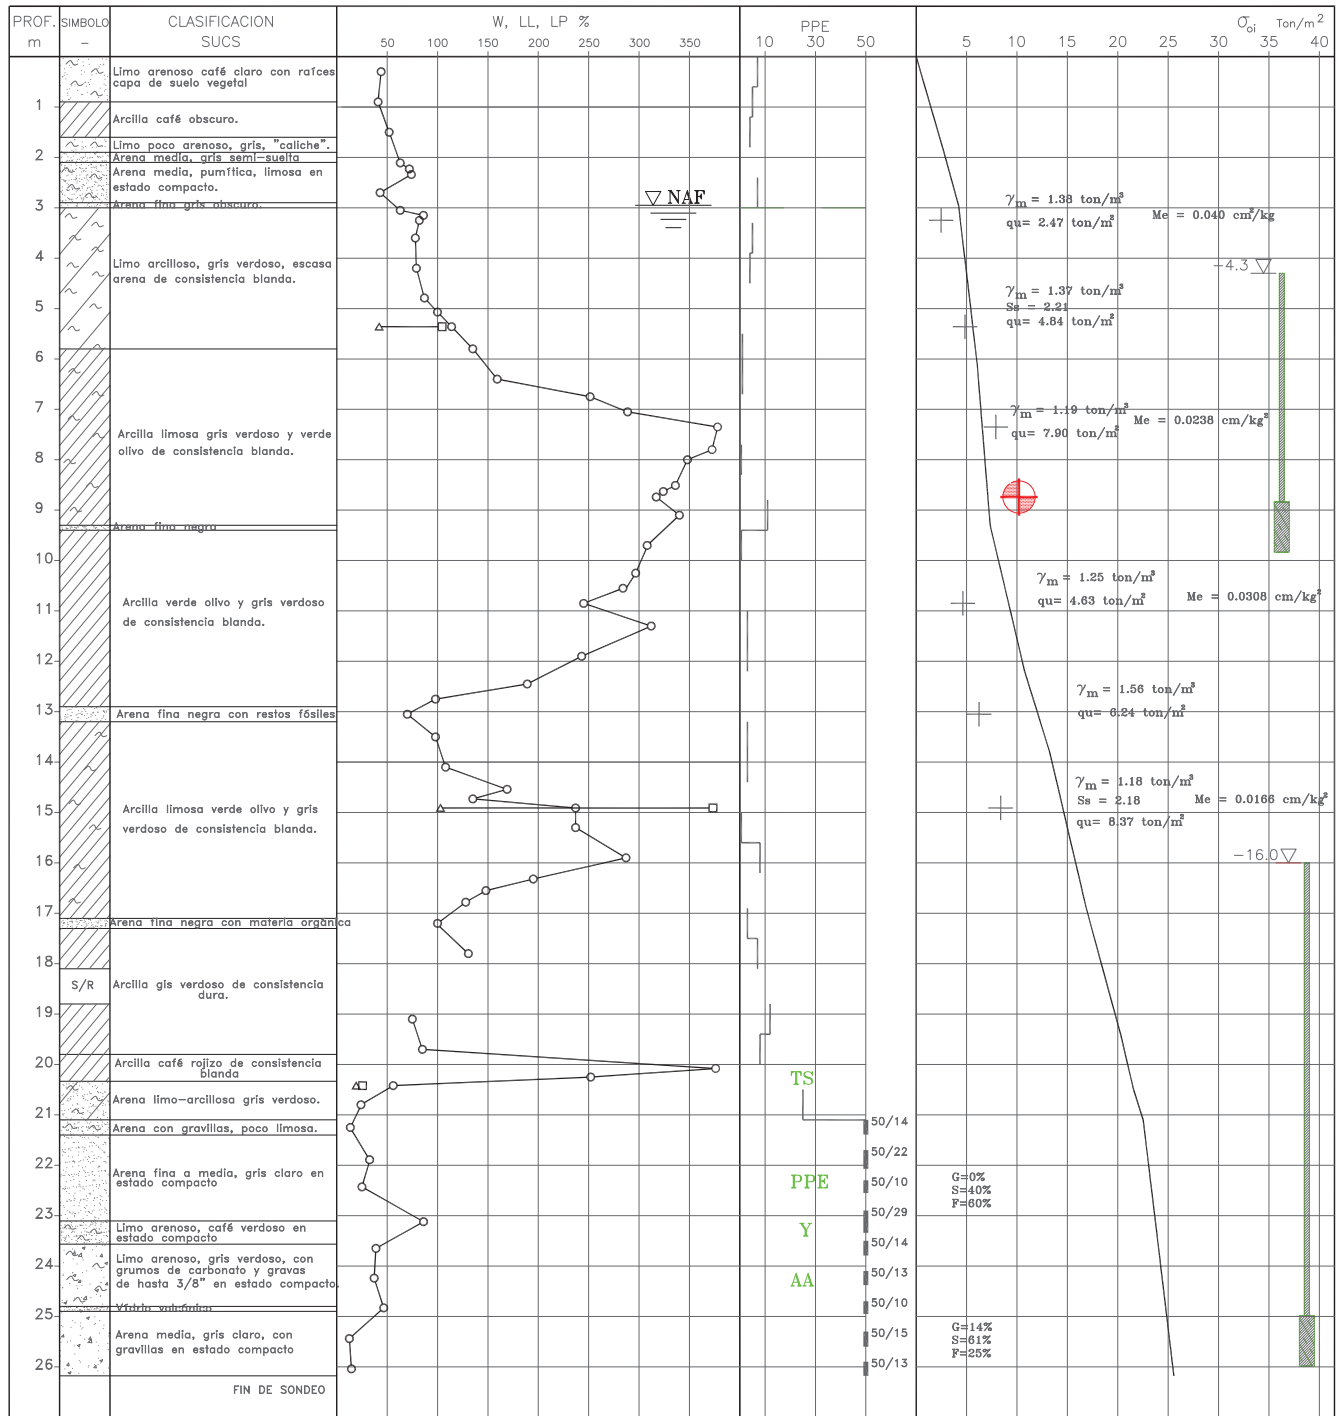 PROF. SIMBOLO CLASIFICACION W, LL, LP % PPE σoi Ton/m²
m – SUCS
50 100 150 200 250 300 350 10 30 50 5 10 15 20 25 30 35 40
Limo arenoso café claro con raíces
capa de suelo vegetal
1
Arcilla café obscuro.
Limo poco arenoso, gris, "caliche".
2
Arena media, gris semi-suelta
Arena media, pumítica, limosa en
estado compacto.
NAF
γm = 1.38 ton/m³
Me = 0.040 cm²/kg
3
Arena fina gris obscuro.
qu= 2.47 ton/m²
4
Limo arcilloso, gris verdoso, escasa
arena de consistencia blanda.
-4.3
γm = 1.37 ton/m³
5
Ss = 2.21
qu= 4.84 ton/m²
6
7
γm = 1.19 ton/m³
Me = 0.0238 cm/kg²
Arcilla limosa gris verdoso y verde
qu= 7.90 ton/m²
olivo de consistencia blanda.
8
9
Arena fina negra
10
γm = 1.25 ton/m³
Arcilla verde olivo y gris verdoso
qu= 4.63 ton/m²
Me = 0.0308 cm/kg²
11
de consistencia blanda.
12
γm = 1.56 ton/m³
13
Arena fina negra con restos fósiles
qu= 6.24 ton/m²
14
γm = 1.18 ton/m³
Ss = 2.18
Me = 0.0166 cm/kg²
15
Arcilla limosa verde olivo y gris
qu= 8.37 ton/m²
verdoso de consistencia blanda.
16
-16.0
17
Arena fina negra con materia orgánica
18
S/R
Arcilla gis verdoso de consistencia
dura.
19
20
Arcilla café rojizo de consistencia
blanda
TS
Arena limo-arcillosa gris verdoso.
21
Arena con gravillas, poco limosa.
50/14
22
50/22
Arena fina a media, gris claro en
estado compacto
PPE
50/10
G=0%
S=40%
F=60%
23
50/29
Limo arenoso, café verdoso en
estado compacto
Y
50/14
24
Limo arenoso, gris verdoso, con
grumos de carbonato y gravas
de hasta 3/8" en estado compacto.
AA
50/13
Vidrio volcánico
50/10
25
Arena media, gris claro, con
gravillas en estado compacto
50/15
G=14%
S=61%
F=25%
26
50/13
FIN DE SONDEO